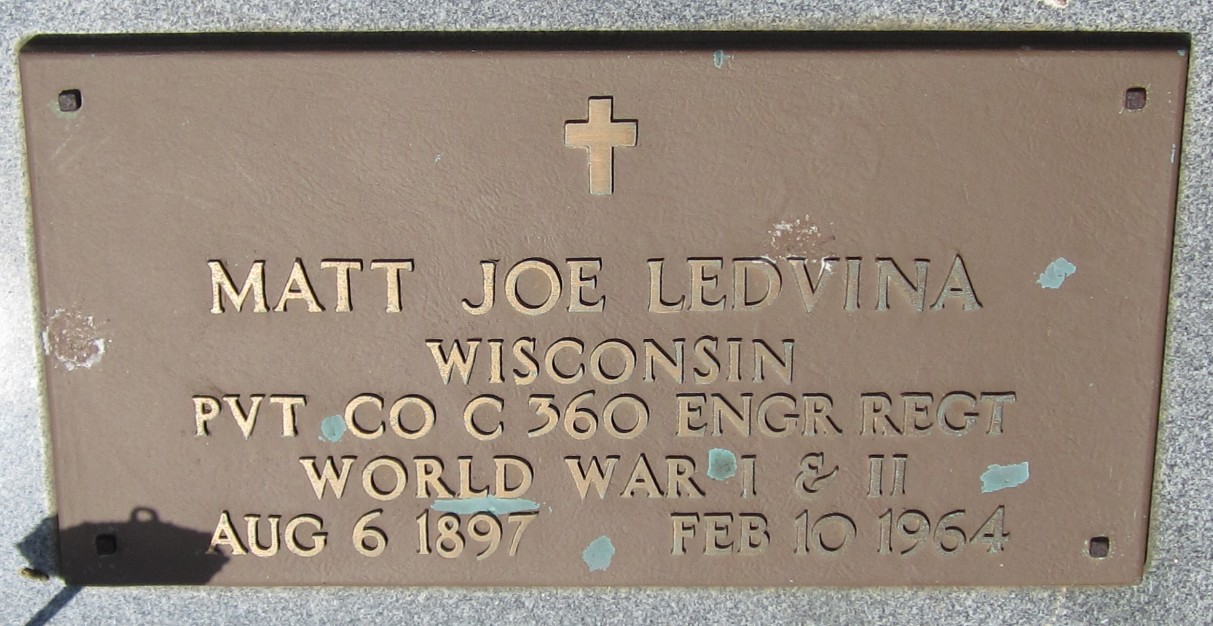 MATT JOE LEDVINA
WISCONSIN
PVT CO C 360 ENGR REGT
WORLD WAR I & II
AUG 6 1897 FEB 10 1964